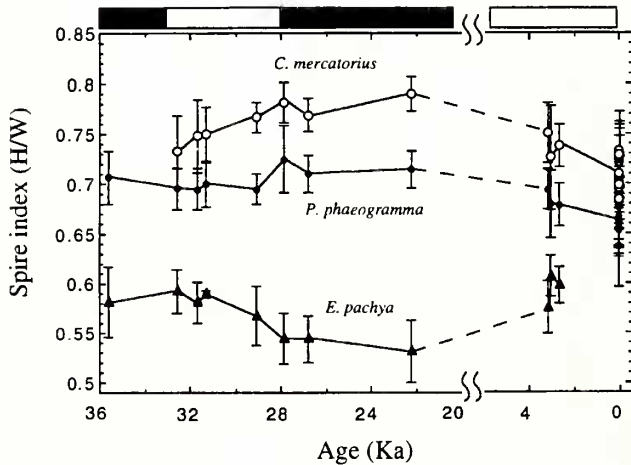 0.85
0.8
0.75
0.7
0.65
0.6
0.55
0.5
Spire index (H/W)
C. mercatorius
P. phaeogramma
E. pachya
36 32 28 24 20 4 0
Age (Ka)